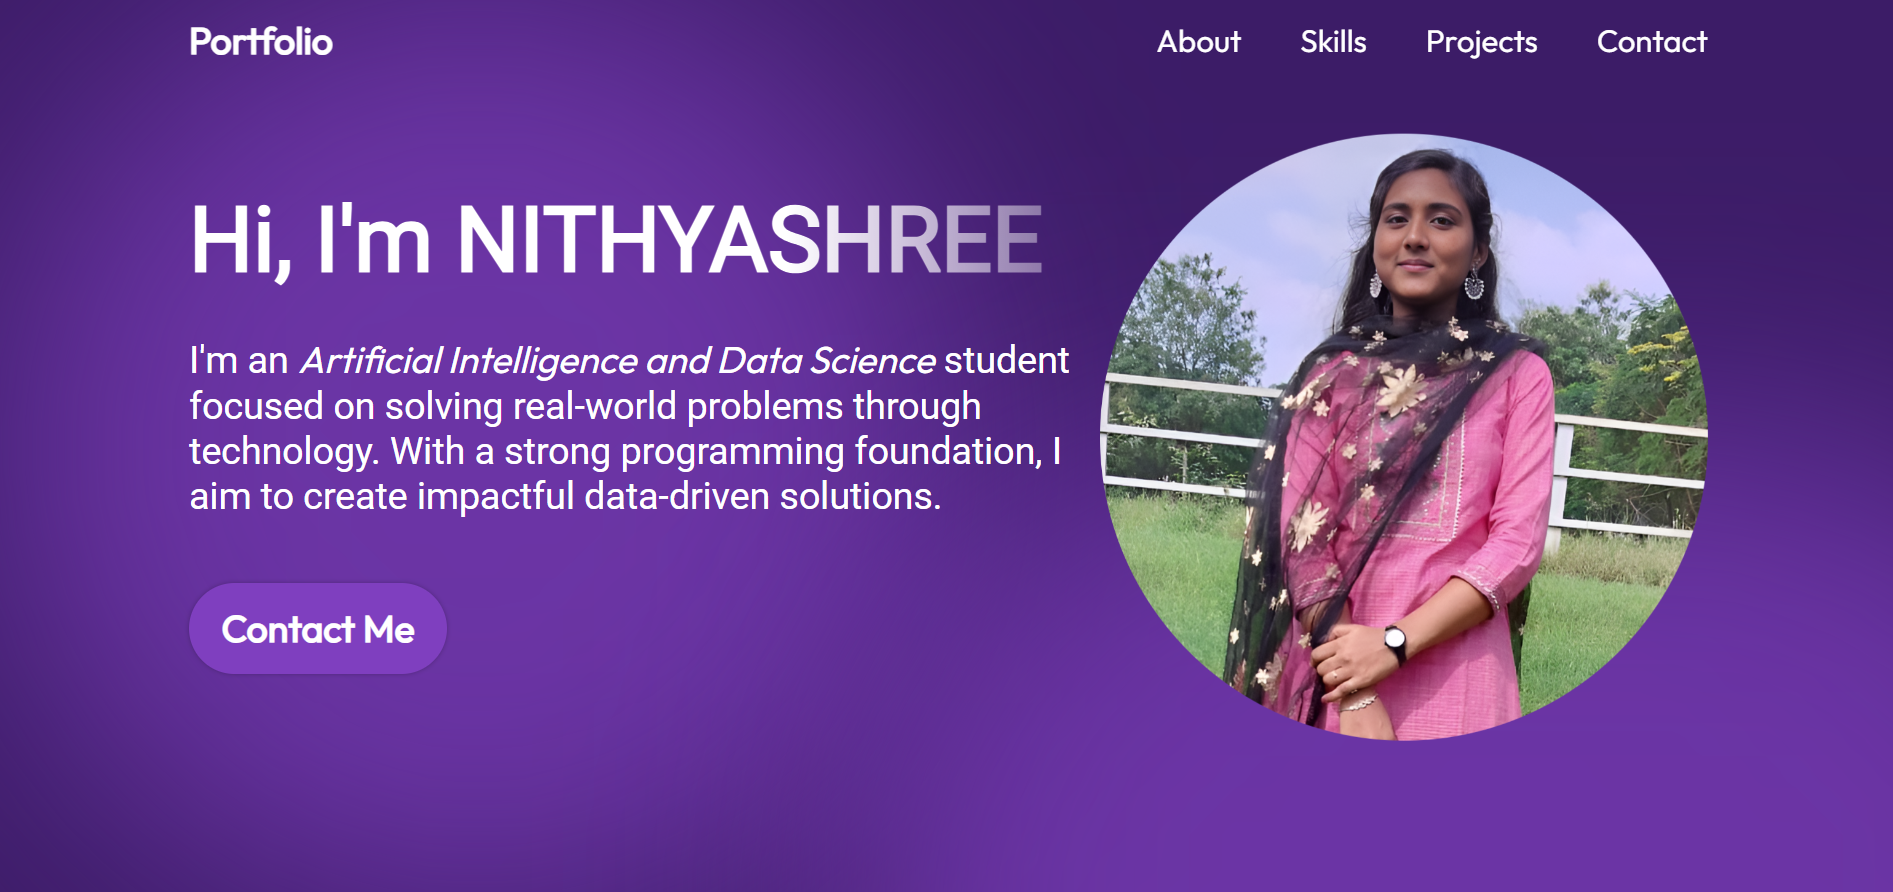 Portfolio
About Skills Projects Contact
Hi, I'm NITHYASHREE
I'm an Artificial Intelligence and Data Science student
focused on solving real-world problems through
technology. With a strong programming foundation, I
aim to create impactful data-driven solutions.
Contact Me